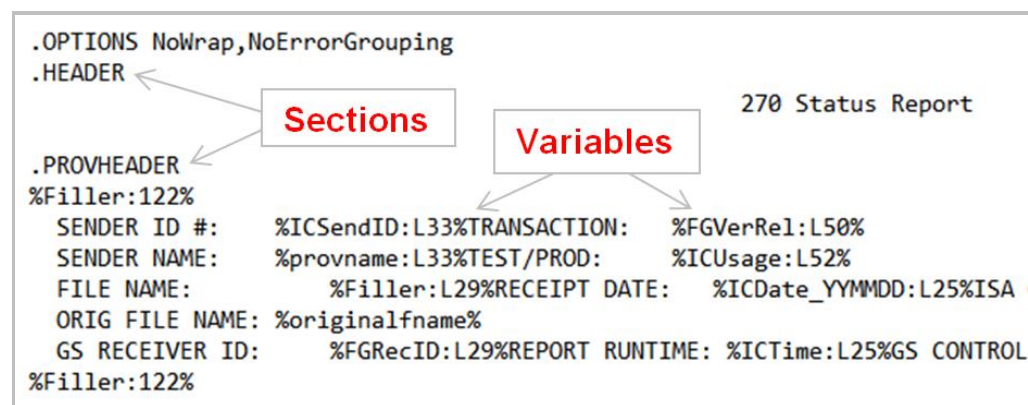 .OPTIONS NoWrap,NoErrorGrouping
.HEADER
270 Status Report
Sections
Variables
.PROVHEADER
%Filler:122%
SENDER ID #: %ICSendID:L33%TRANSACTION: %FGVerRel:L50%
SENDER NAME: %provname:L33%TEST/PROD: %ICUsage:L52%
FILE NAME: %Filler:L29%RECEIPT DATE: %ICDate_YYMMDD:L25%ISA
ORIG FILE NAME: %originalfname%
GS RECEIVER ID: %FGRecID:L29%REPORT RUNTIME: %ICTime:L25%GS CONTROL
%Filler:122%